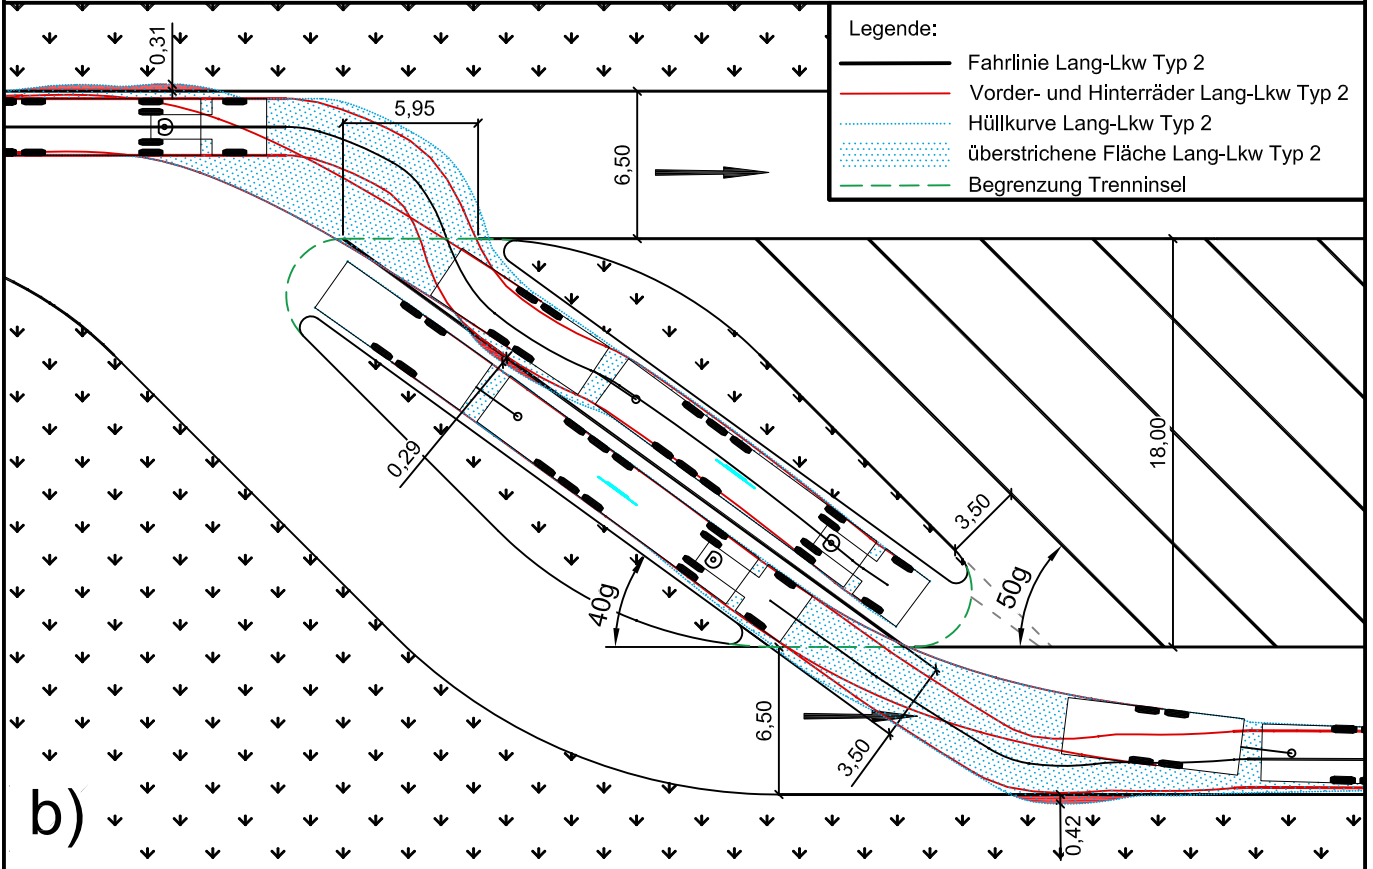 Legende:
Fahrlinie Lang-Lkw Typ 2
Vorder- und Hinterräder Lang-Lkw Typ 2
Hüllkurve Lang-Lkw Typ 2
überstrichene Fläche Lang-Lkw Typ 2
Begrenzung Trenninsel
0,31
5,95
6,50
18,00
0,29
3,50
50g
40g
6,50
3,50
0,42
b)